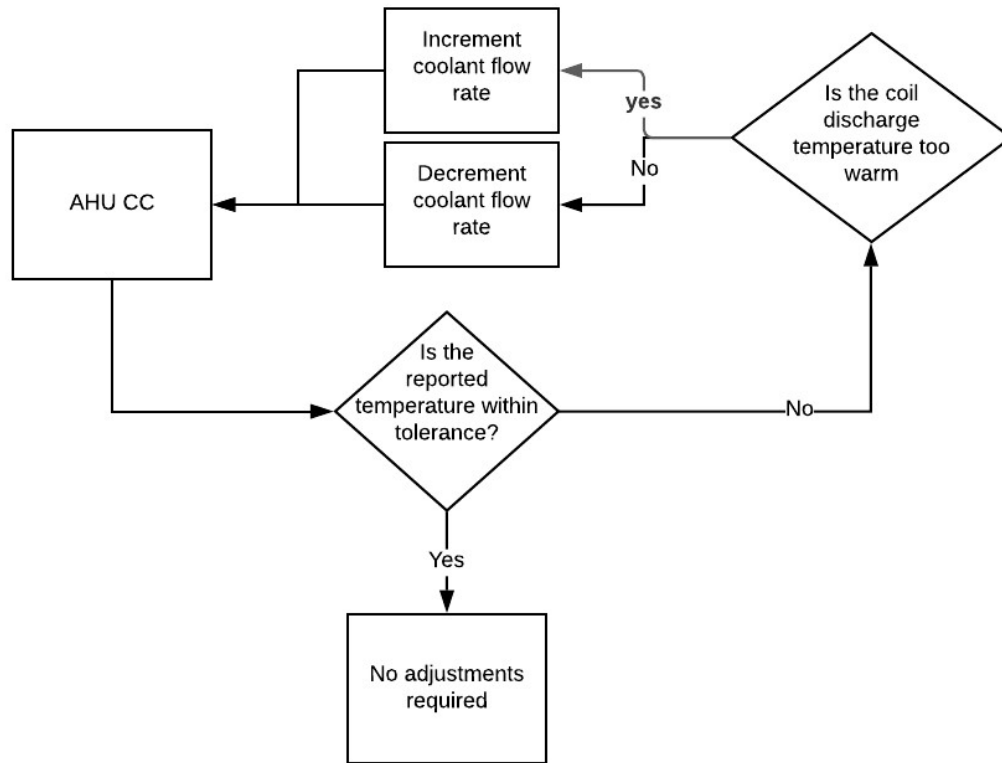 Increment
coolant flow
rate
yes
Is the coil
discharge
temperature too
warm
AHU CC
Decrement
coolant flow
rate
No
Is the
reported
temperature within
tolerance?
No
Yes
No adjustments
required